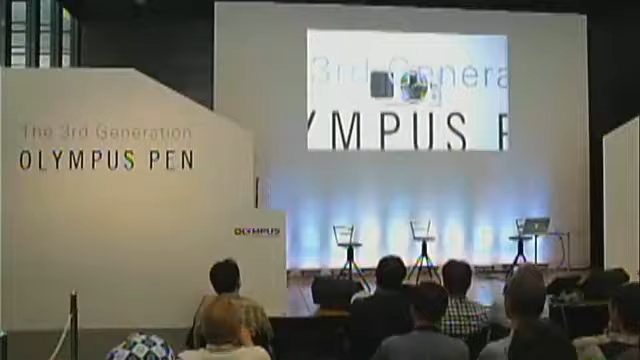 The 3rd Generation
OLYMPUS PEN
3rd Genera
YMPUS P
OLYMPUS